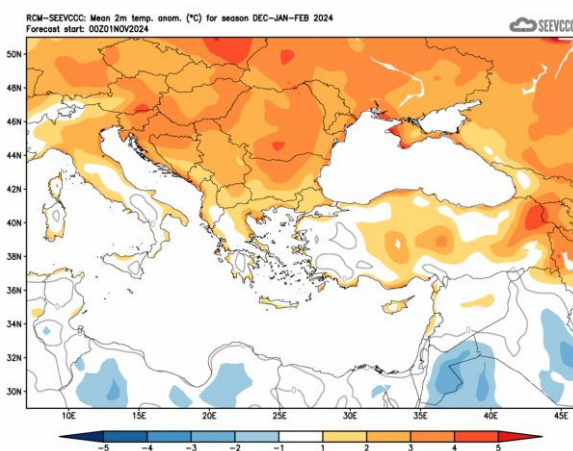 RCM-SEEVCCC: Mean 2m temp. anom. (°C) for season DEC-JAN-FEB 2024
Forecast start: 00Z01NOV2024
SEEVCCC
50N
48N
46N
44N
42N
40N
38N
36N
34N
32N
30N
10E 15E 20E 25E 30E 35E 40E 45E
-5 -4 -3 -2 -1 1 2 3 4 5